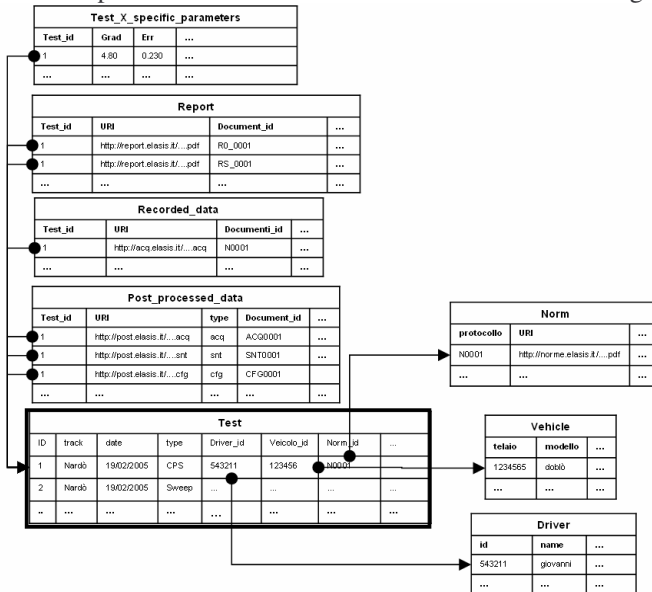 Test_X_specific_parameters
Test_id Grad Err ...
1 4.80 0.230 ...
... ... ... ...
Report
Test_id URI Document_id ...
1 http://report.elasis.it/....pdf R0_0001 ...
1 http://report.elasis.it/....pdf RS_0001 ...
... ... ... ...
Recorded_data
Test_id URI Documenti_id ...
1 http://acq.elasis.it/....acq N0001 ...
... ... ... ...
Post_processed_data
Test_id URI type Document_id ...
1 http://post.elasis.it/....acq acq ACQ0001 ...
1 http://post.elasis.it/....snt snt SNT0001 ...
1 http://post.elasis.it/....cfg cfg CFG0001
... ... ... ... ...
Norm
protocollo URI ...
N0001 http://norme.elasis.it/....pdf ...
... ... ...
Test
ID track date type Driver_id Veicolo_id Norm_id ...
1 Nardò 19/02/2005 CPS 543211 123456 N0001
2 Nardò 19/02/2005 Sweep ... ... ...
.. ... ... ... ... ... ... ...
Vehicle
telaio modello ...
1234565 doblò ...
... ... ...
Driver
id name ...
543211 giovanni ...
... ... ...